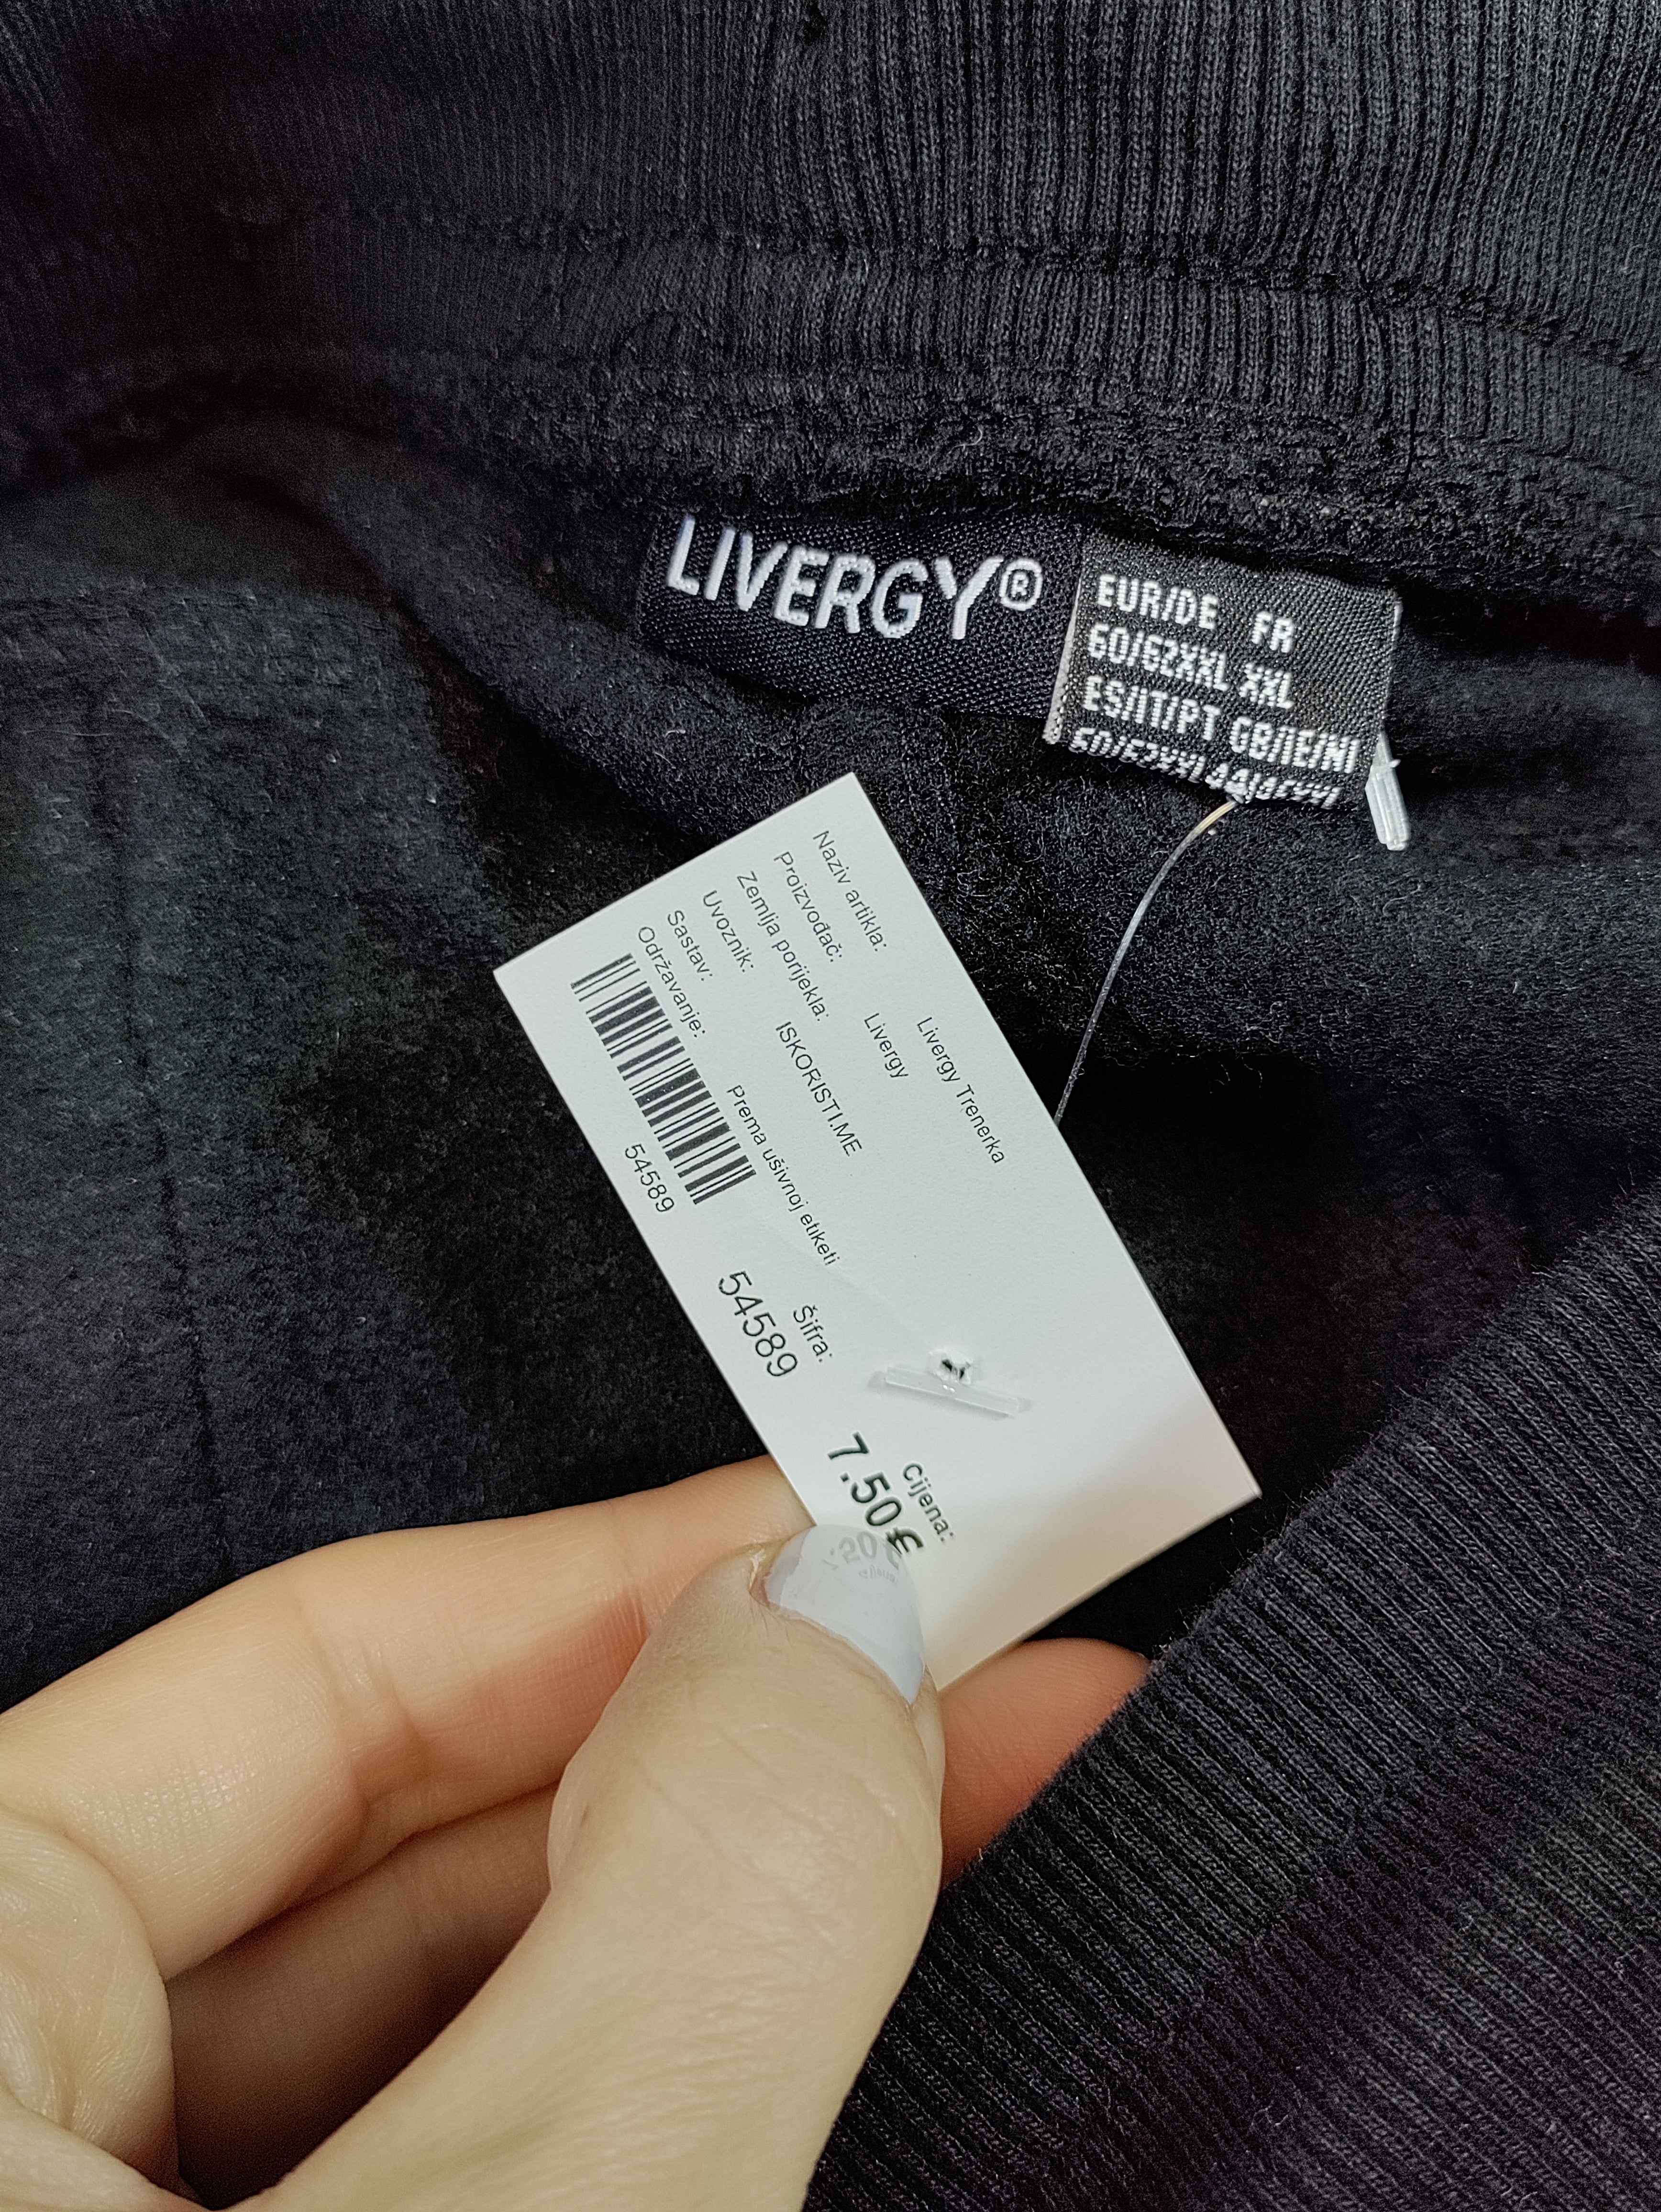 LIVERGY®
EUR/DE FR
60/62XXL XXL
ES/IT/PT GB/IE/NI
Naziv artikla: Livergy Trenerka
Proizvođač: Livergy
Zemlja porijekla:
Uvoznik: ISKORISTI.ME
Sastav:
Održavanje: Prema ušivnoj etiketi
54589
Šifra:
54589
Cijena:
7.50€